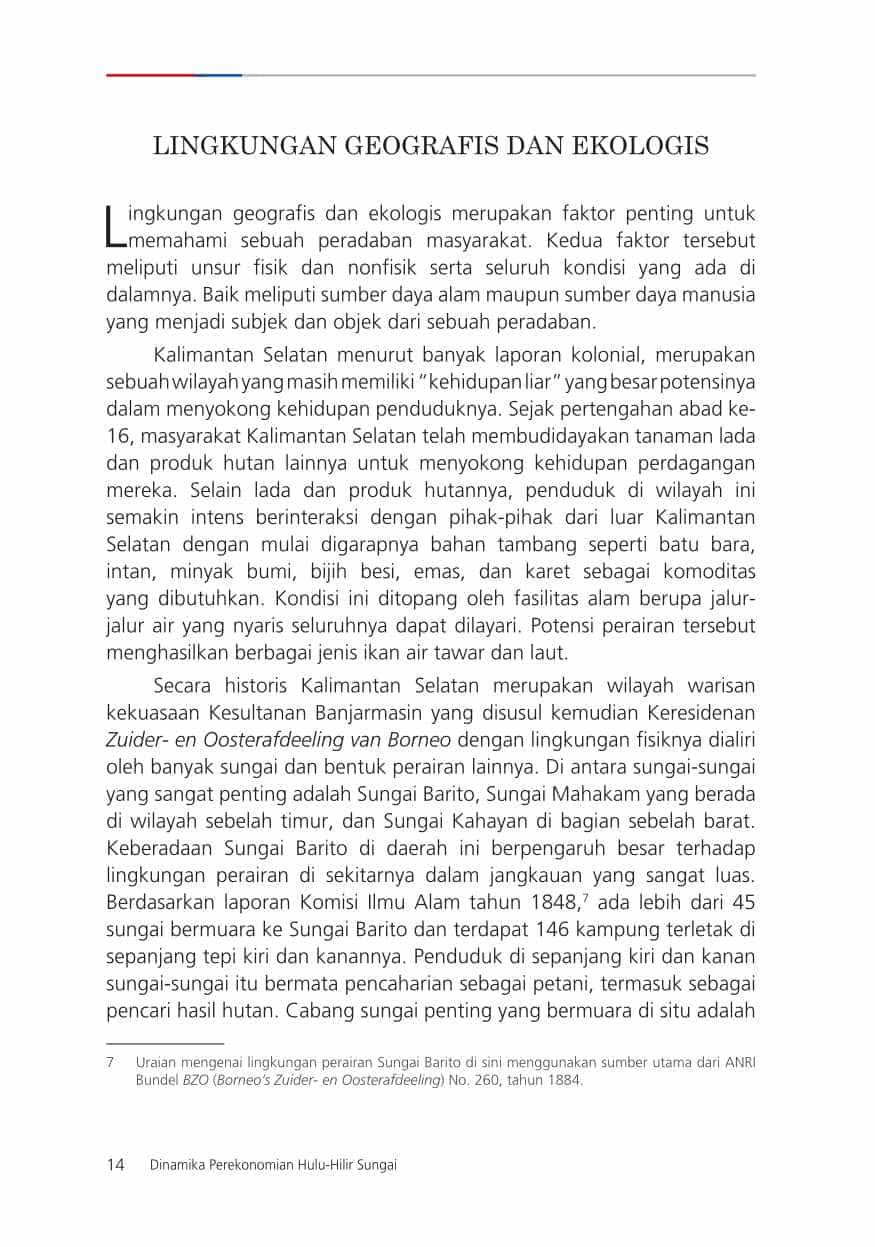 LINGKUNGAN GEOGRAFIS DAN EKOLOGIS
Lingkungan geografis dan ekologis merupakan faktor penting untuk
memahami sebuah peradaban masyarakat. Kedua faktor tersebut
meliputi unsur fisik dan nonfisik serta seluruh kondisi yang ada di
dalamnya. Baik meliputi sumber daya alam maupun sumber daya manusia
yang menjadi subjek dan objek dari sebuah peradaban.
Kalimantan Selatan menurut banyak laporan kolonial, merupakan
sebuah wilayah yang masih memiliki “kehidupan liar” yang besar potensinya
dalam menyokong kehidupan penduduknya. Sejak pertengahan abad ke-
16, masyarakat Kalimantan Selatan telah membudidayakan tanaman lada
dan produk hutan lainnya untuk menyokong kehidupan perdagangan
mereka. Selain lada dan produk hutannya, penduduk di wilayah ini
semakin intens berinteraksi dengan pihak-pihak dari luar Kalimantan
Selatan dengan mulai digarapnya bahan tambang seperti batu bara,
intan, minyak bumi, bijih besi, emas, dan karet sebagai komoditas
yang dibutuhkan. Kondisi ini ditopang oleh fasilitas alam berupa jalur-
jalur air yang nyaris seluruhnya dapat dilayari. Potensi perairan tersebut
menghasilkan berbagai jenis ikan air tawar dan laut.
Secara historis Kalimantan Selatan merupakan wilayah warisan
kekuasaan Kesultanan Banjarmasin yang disusul kemudian Keresidenan
Zuider- en Oosterafdeeling van Borneo dengan lingkungan fisiknya dialiri
oleh banyak sungai dan bentuk perairan lainnya. Di antara sungai-sungai
yang sangat penting adalah Sungai Barito, Sungai Mahakam yang berada
di wilayah sebelah timur, dan Sungai Kahayan di bagian sebelah barat.
Keberadaan Sungai Barito di daerah ini berpengaruh besar terhadap
lingkungan perairan di sekitarnya dalam jangkauan yang sangat luas.
Berdasarkan laporan Komisi Ilmu Alam tahun 1848,7 ada lebih dari 45
sungai bermuara ke Sungai Barito dan terdapat 146 kampung terletak di
sepanjang tepi kiri dan kanannya. Penduduk di sepanjang kiri dan kanan
sungai-sungai itu bermata pencaharian sebagai petani, termasuk sebagai
pencari hasil hutan. Cabang sungai penting yang bermuara di situ adalah
7 Uraian mengenai lingkungan perairan Sungai Barito di sini menggunakan sumber utama dari ANRI
Bundel BZO (Borneo’s Zuider- en Oosterafdeeling) No. 260, tahun 1884.
14 Dinamika Perekonomian Hulu-Hilir Sungai